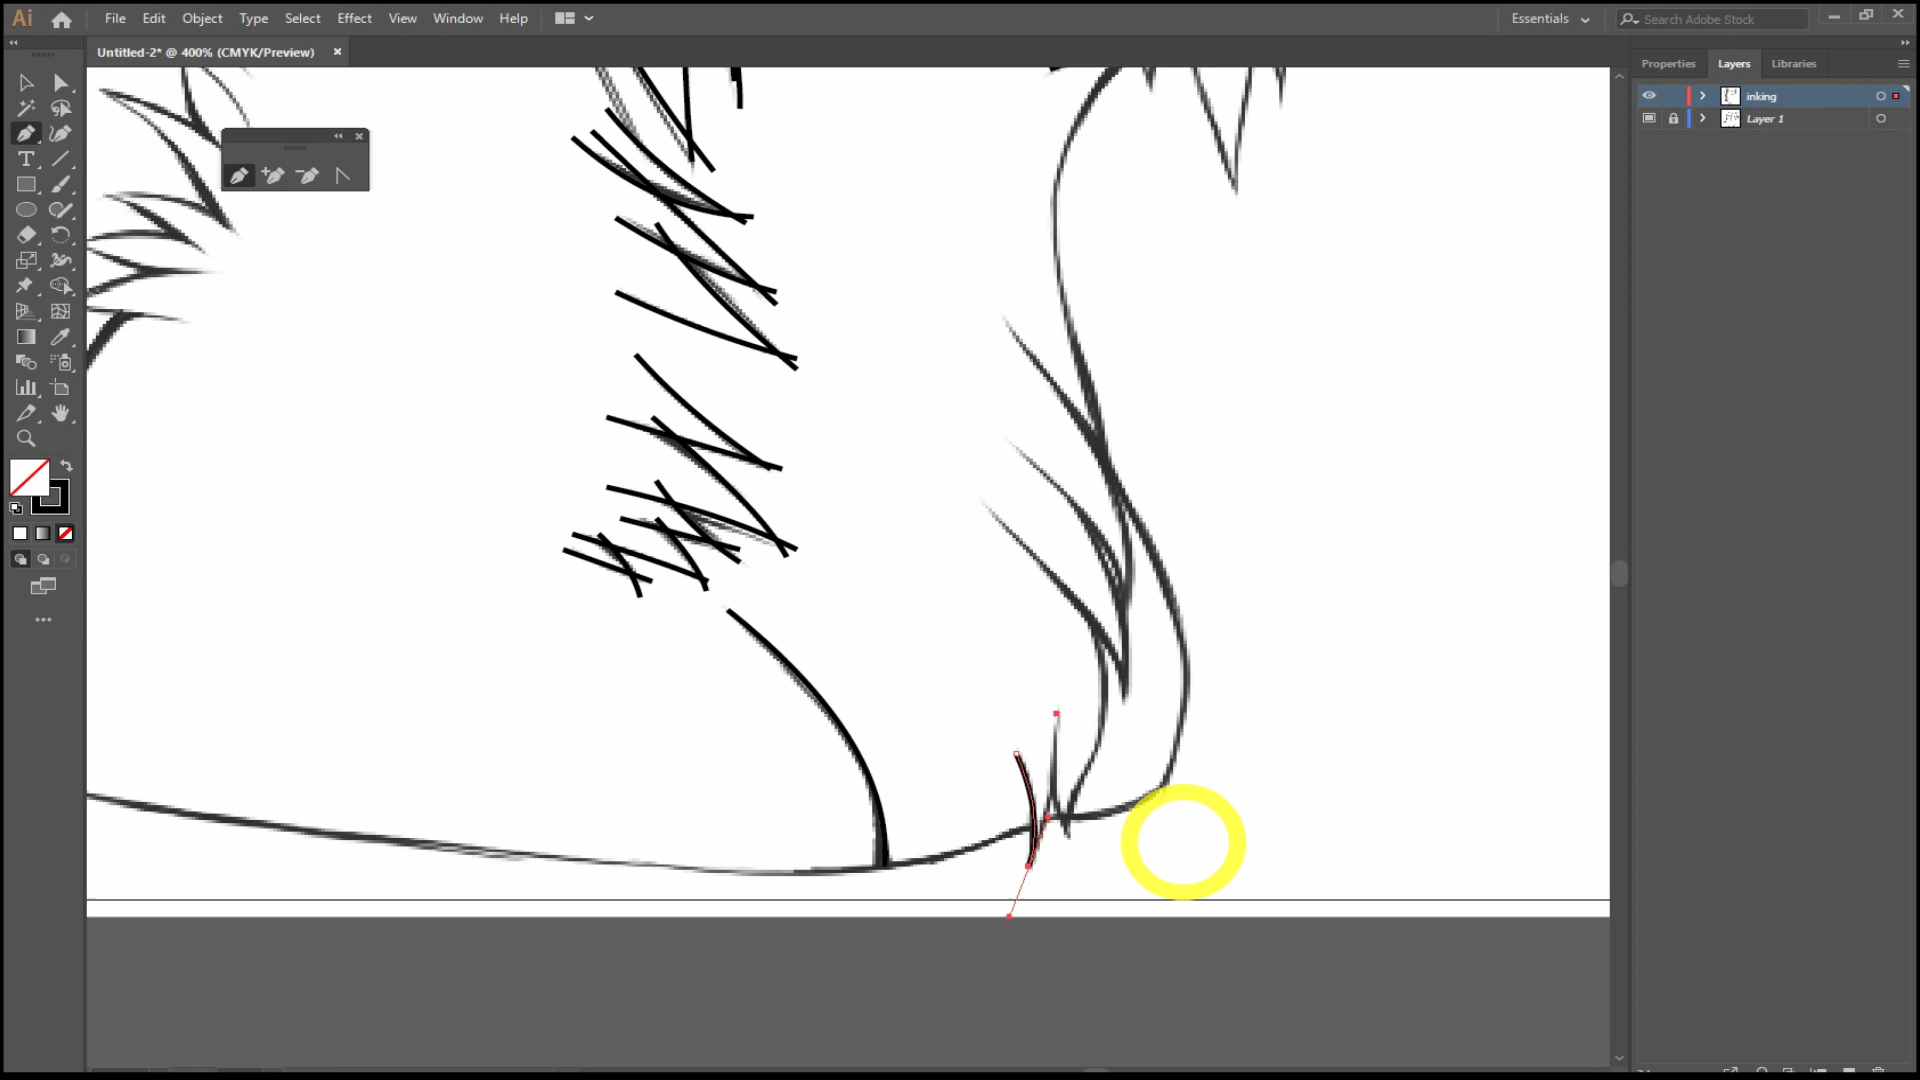 Ai File Edit Object Type Select Effect View Window Help Essentials Search Adobe Stock
Untitled-2* @ 400% (CMYK/Preview)
Properties Layers Libraries
inking
Layer 1